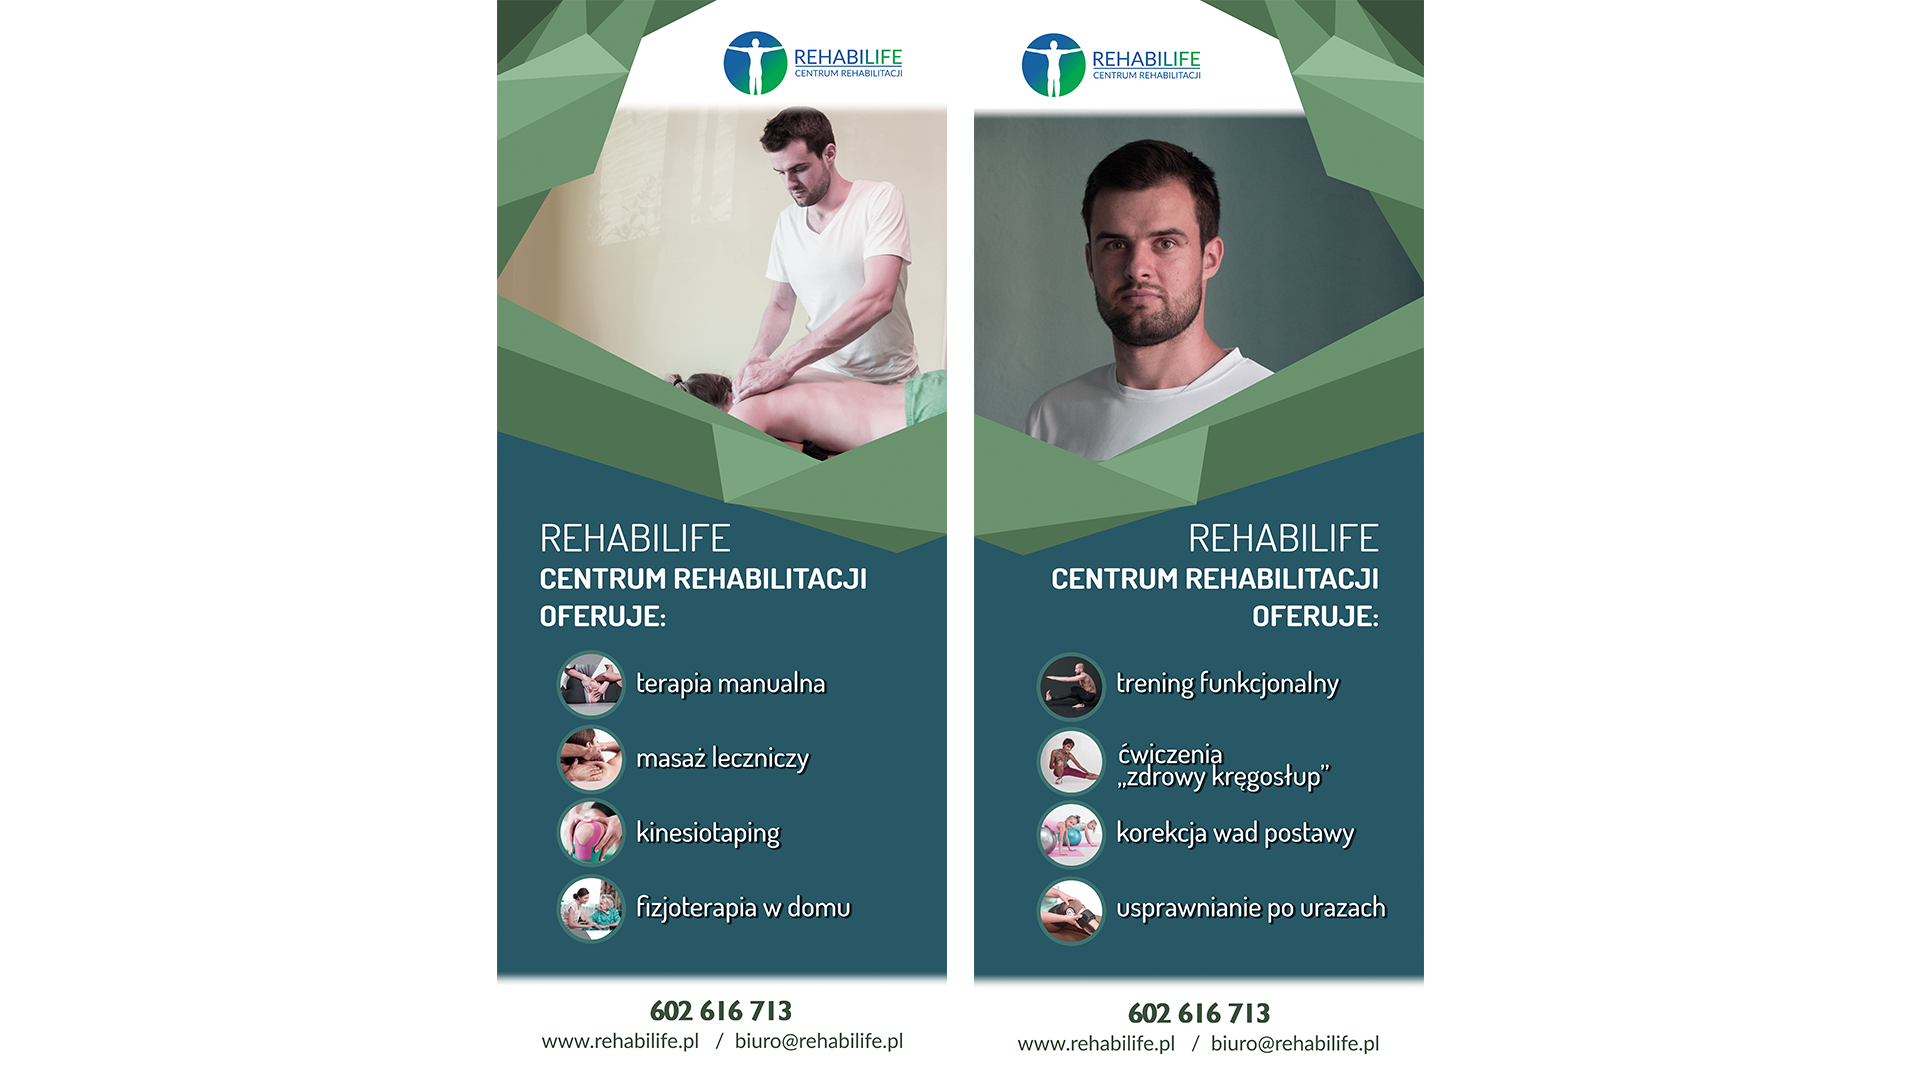 REHABILIFE
CENTRUM REHABILITACJI
REHABILIFE
CENTRUM REHABILITACJI
OFERUJE:
terapia manualna
masaż leczniczy
kinesiotaping
fizjoterapia w domu
602 616 713
www.rehabilife.pl / biuro@rehabilife.pl
REHABILIFE
CENTRUM REHABILITACJI
REHABILIFE
CENTRUM REHABILITACJI
OFERUJE:
trening funkcjonalny
ćwiczenia
„zdrowy kręgosłup”
korekcja wad postawy
usprawnianie po urazach
602 616 713
www.rehabilife.pl / biuro@rehabilife.pl